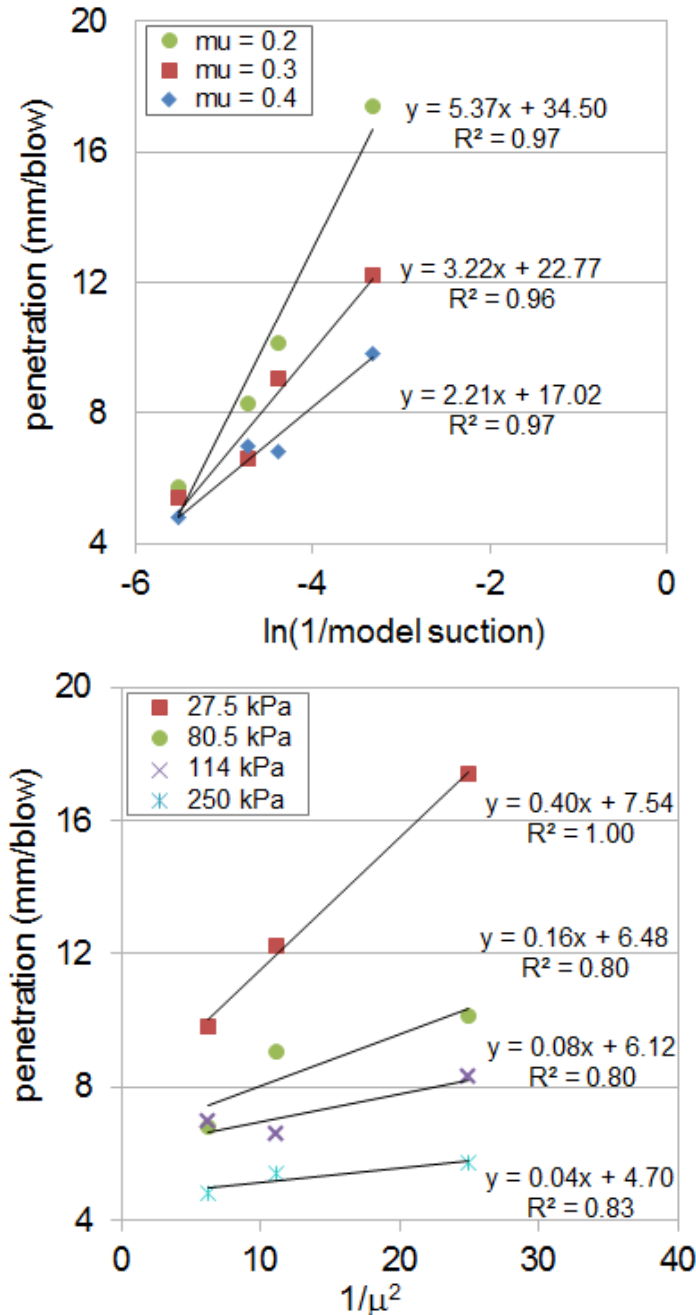 20
16
12
8
4
penetration (mm/blow)
mu = 0.2
mu = 0.3
mu = 0.4
y = 5.37x + 34.50
R² = 0.97
y = 3.22x + 22.77
R² = 0.96
y = 2.21x + 17.02
R² = 0.97
-6 -4 -2 0
ln(1/model suction)
20
16
12
8
4
penetration (mm/blow)
27.5 kPa
80.5 kPa
114 kPa
250 kPa
y = 0.40x + 7.54
R² = 1.00
y = 0.16x + 6.48
R² = 0.80
y = 0.08x + 6.12
R² = 0.80
y = 0.04x + 4.70
R² = 0.83
0 10 20 30 40
1/μ²